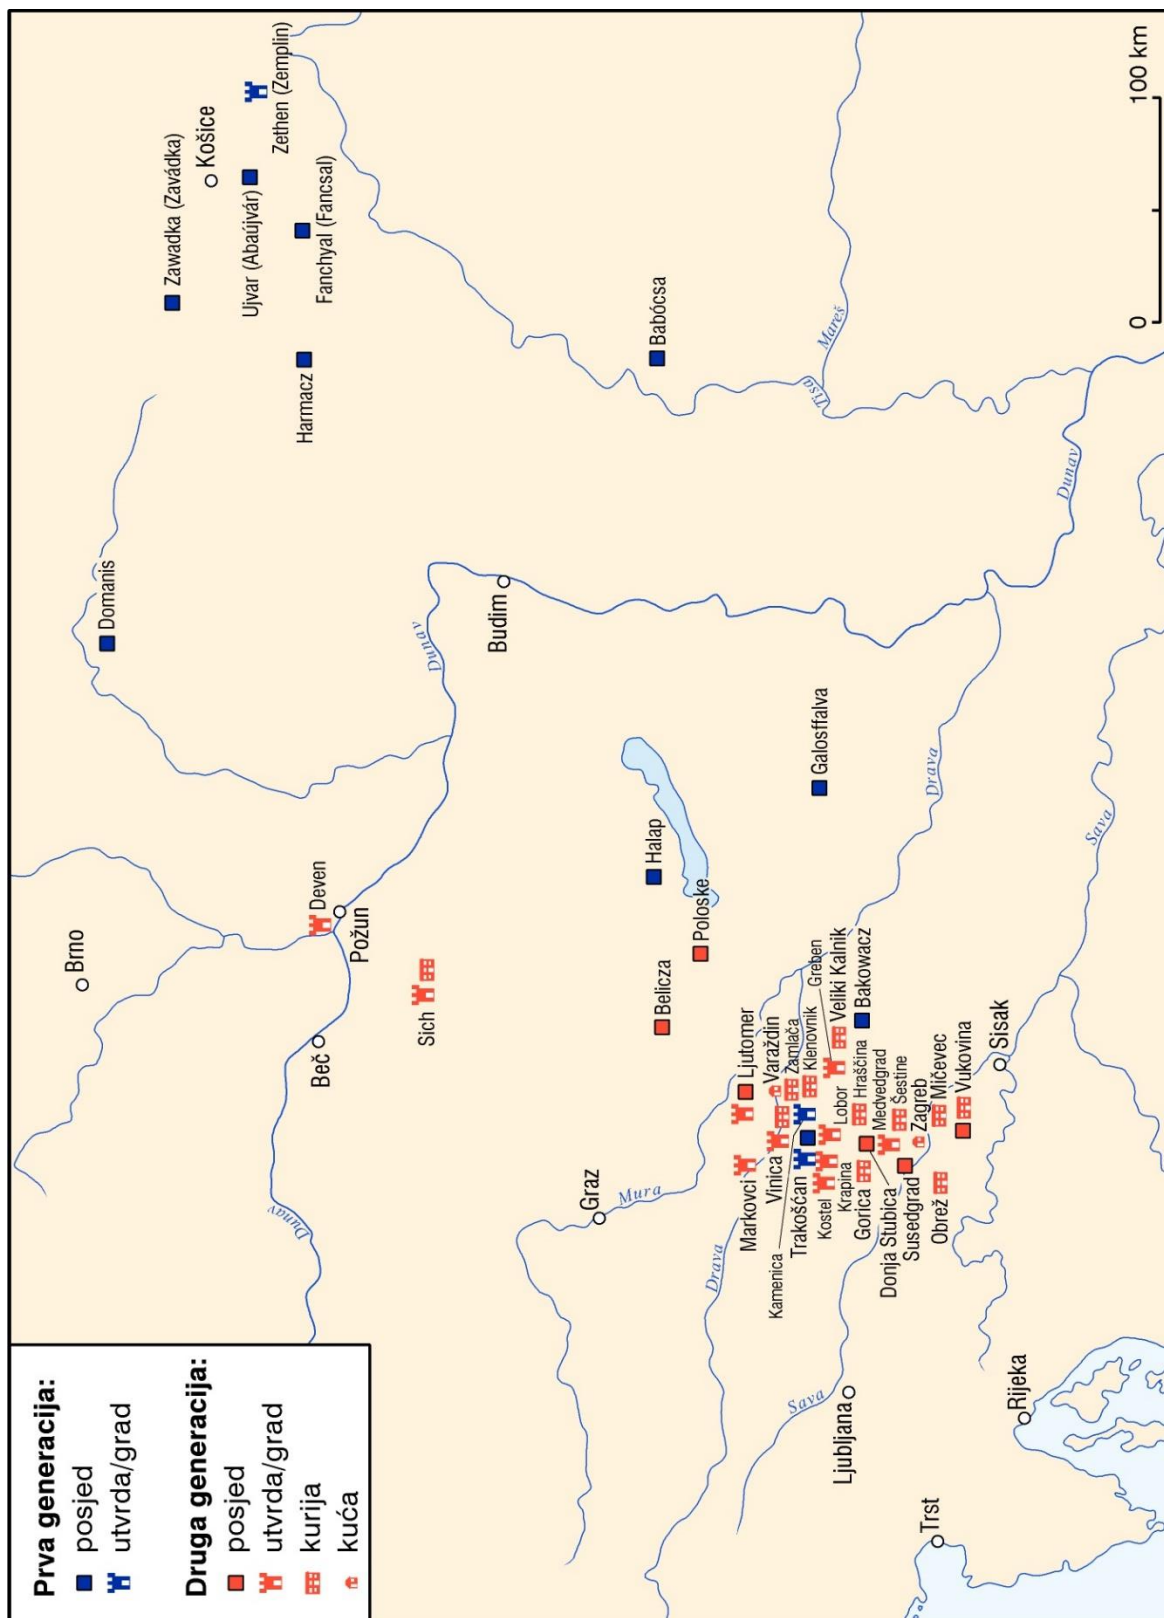 Prva generacija:
posjed
utvrda/grad
Druga generacija:
posjed
utvrda/grad
kurija
kuća
Brno
Domanis
Zawadka (Zavádka)
Košice
Ujvar (Abaújvár)
Zethen (Zemplin)
Fanchyal (Fancsal)
Harmacz
Deven
Požun
Beč
Dunav
Dunav
Sich
Budim
Graz
Mura
Belicza
Halap
Poloske
Babócsa
Tisa
Mareš
Galosffalva
Drava
Drava
Ljutomer
Markovci
Varaždin
Vinica
Zamlača
Klenovnik
Greben
Kamenica
Trakošćan
Lobor
Veliki Kalnik
Kostel
Krapina
Hraščina
Bakowacz
Gorica
Medvedgrad
Donja Stubica
Šestine
Susedgrad
Zagreb
Mičevec
Obrež
Vukovina
Sisak
Sava
Sava
Dunav
Ljubljana
Trst
Rijeka
0
100 km